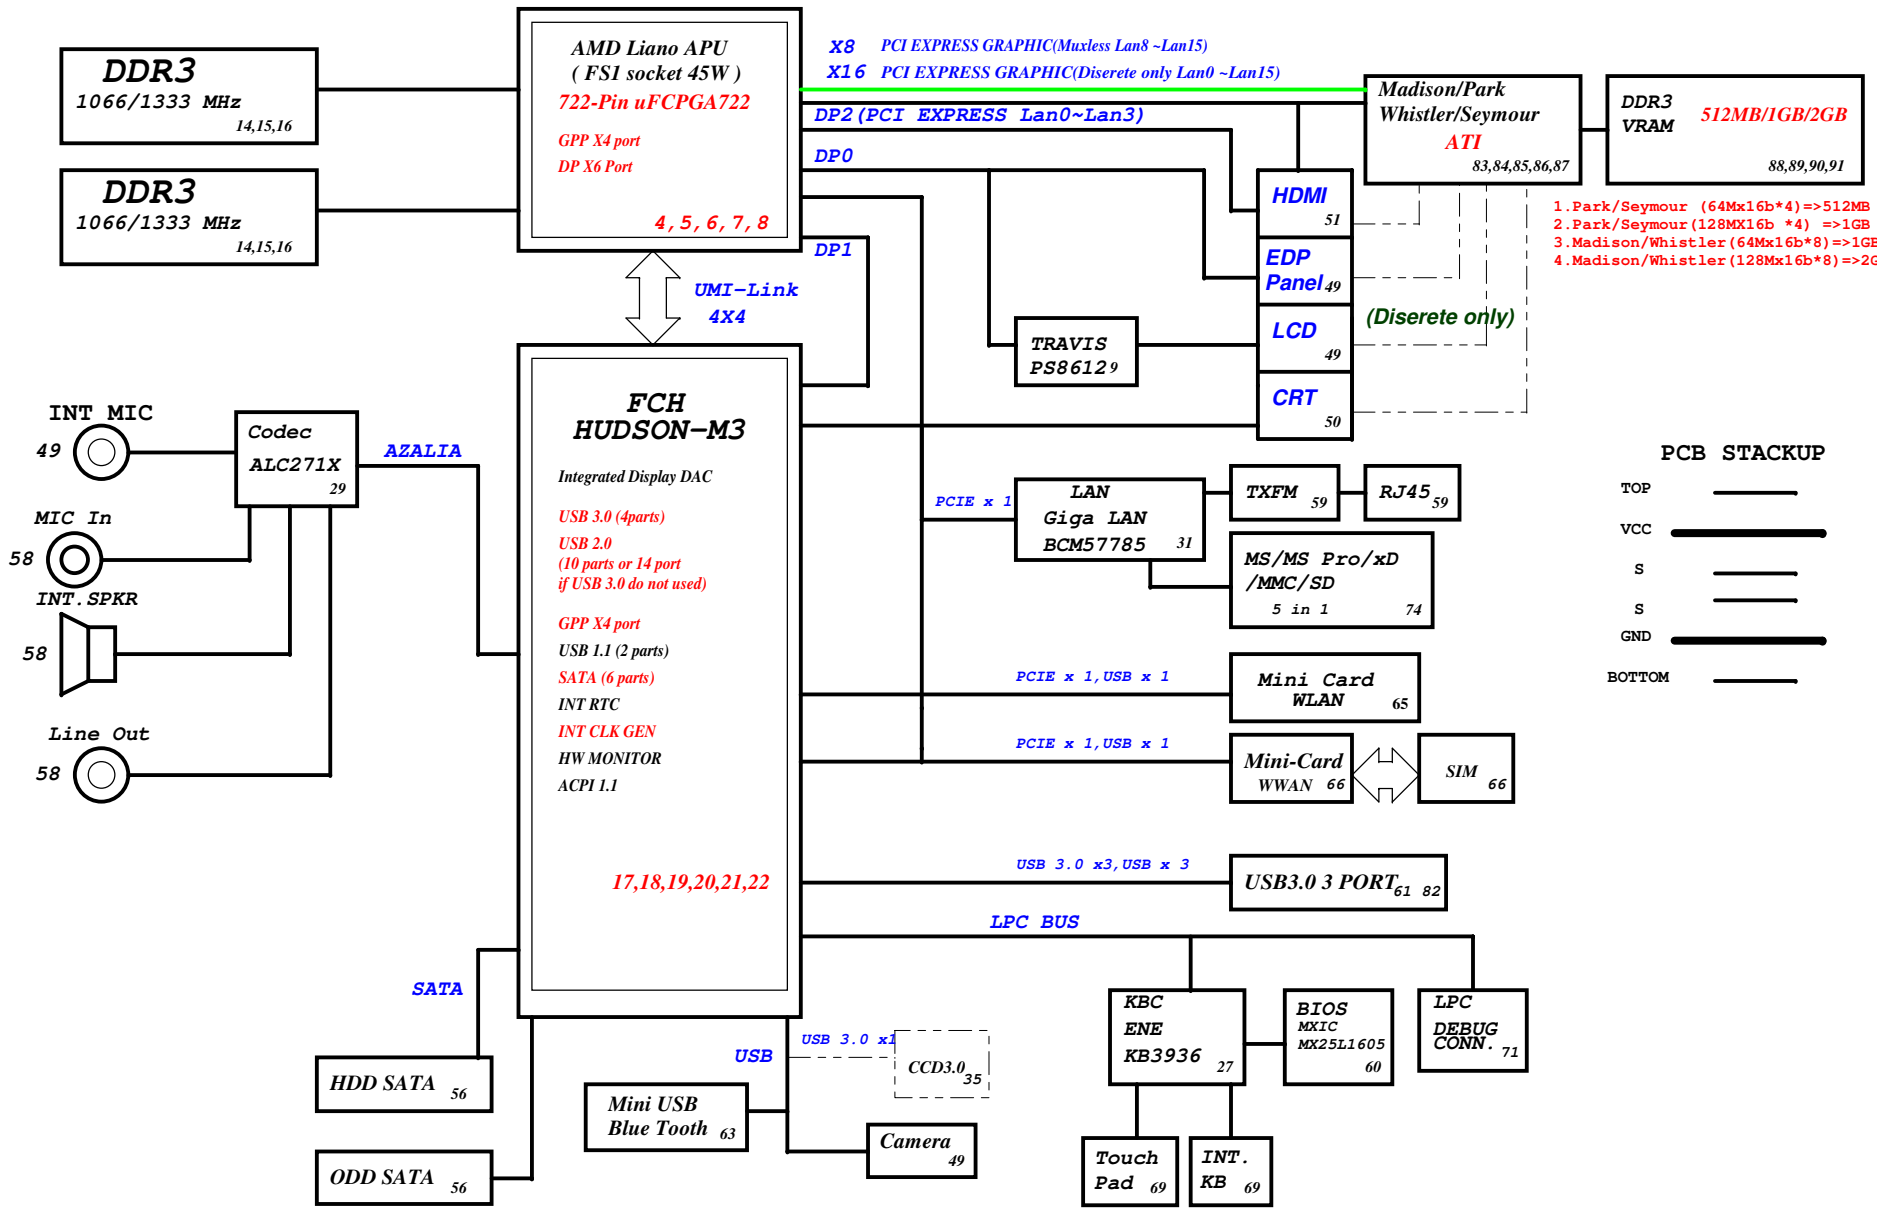 DDR3
1066/1333 MHz
14,15,16
DDR3
1066/1333 MHz
14,15,16
AMD Liano APU
( FS1 socket 45W )
722-Pin uFCPGA722
GPP X4 port
DP X6 Port
4,5,6,7,8
X8 PCI EXPRESS GRAPHIC(Muxless Lan8 ~Lan15)
X16 PCI EXPRESS GRAPHIC(Diserete only Lan0 ~Lan15)
DP2(PCI EXPRESS Lan0~Lan3)
DP0
DP1
Madison/Park
Whistler/Seymour
ATI
83,84,85,86,87
DDR3
VRAM
512MB/1GB/2GB
88,89,90,91
1.Park/Seymour (64Mx16b*4)=>512MB
2.Park/Seymour(128MX16b *4) =>1GB
3.Madison/Whistler(64Mx16b*8)=>1GB
4.Madison/Whistler(128Mx16b*8)=>2G
HDMI
51
EDP
Panel 49
LCD
49
CRT
50
(Diserete only)
TRAVIS
PS8612 9
UMI-Link
4X4
FCH
HUDSON-M3
Integrated Display DAC
USB 3.0 (4parts)
USB 2.0
(10 parts or 14 port
if USB 3.0 do not used)
GPP X4 port
USB 1.1 (2 parts)
SATA (6 parts)
INT RTC
INT CLK GEN
HW MONITOR
ACPI 1.1
17,18,19,20,21,22
INT MIC
49
MIC In
58
INT.SPKR
58
Line Out
58
Codec
ALC271X
29
AZALIA
PCIE x 1
LAN
Giga LAN
BCM57785 31
TXFM 59
RJ45 59
MS/MS Pro/xD
/MMC/SD
5 in 1 74
PCIE x 1,USB x 1
Mini Card
WLAN 65
PCIE x 1,USB x 1
Mini-Card
WWAN 66
SIM 66
USB 3.0 x3,USB x 3
USB3.0 3 PORT 61 82
LPC BUS
KBC
ENE
KB3936
27
BIOS
MXIC
MX25L1605
60
LPC
DEBUG
CONN. 71
Touch
Pad 69
INT.
KB 69
SATA
HDD SATA 56
ODD SATA 56
USB
USB 3.0 x1
CCD3.0 35
Mini USB
Blue Tooth 63
Camera
49
PCB STACKUP
TOP
VCC
S
S
GND
BOTTOM